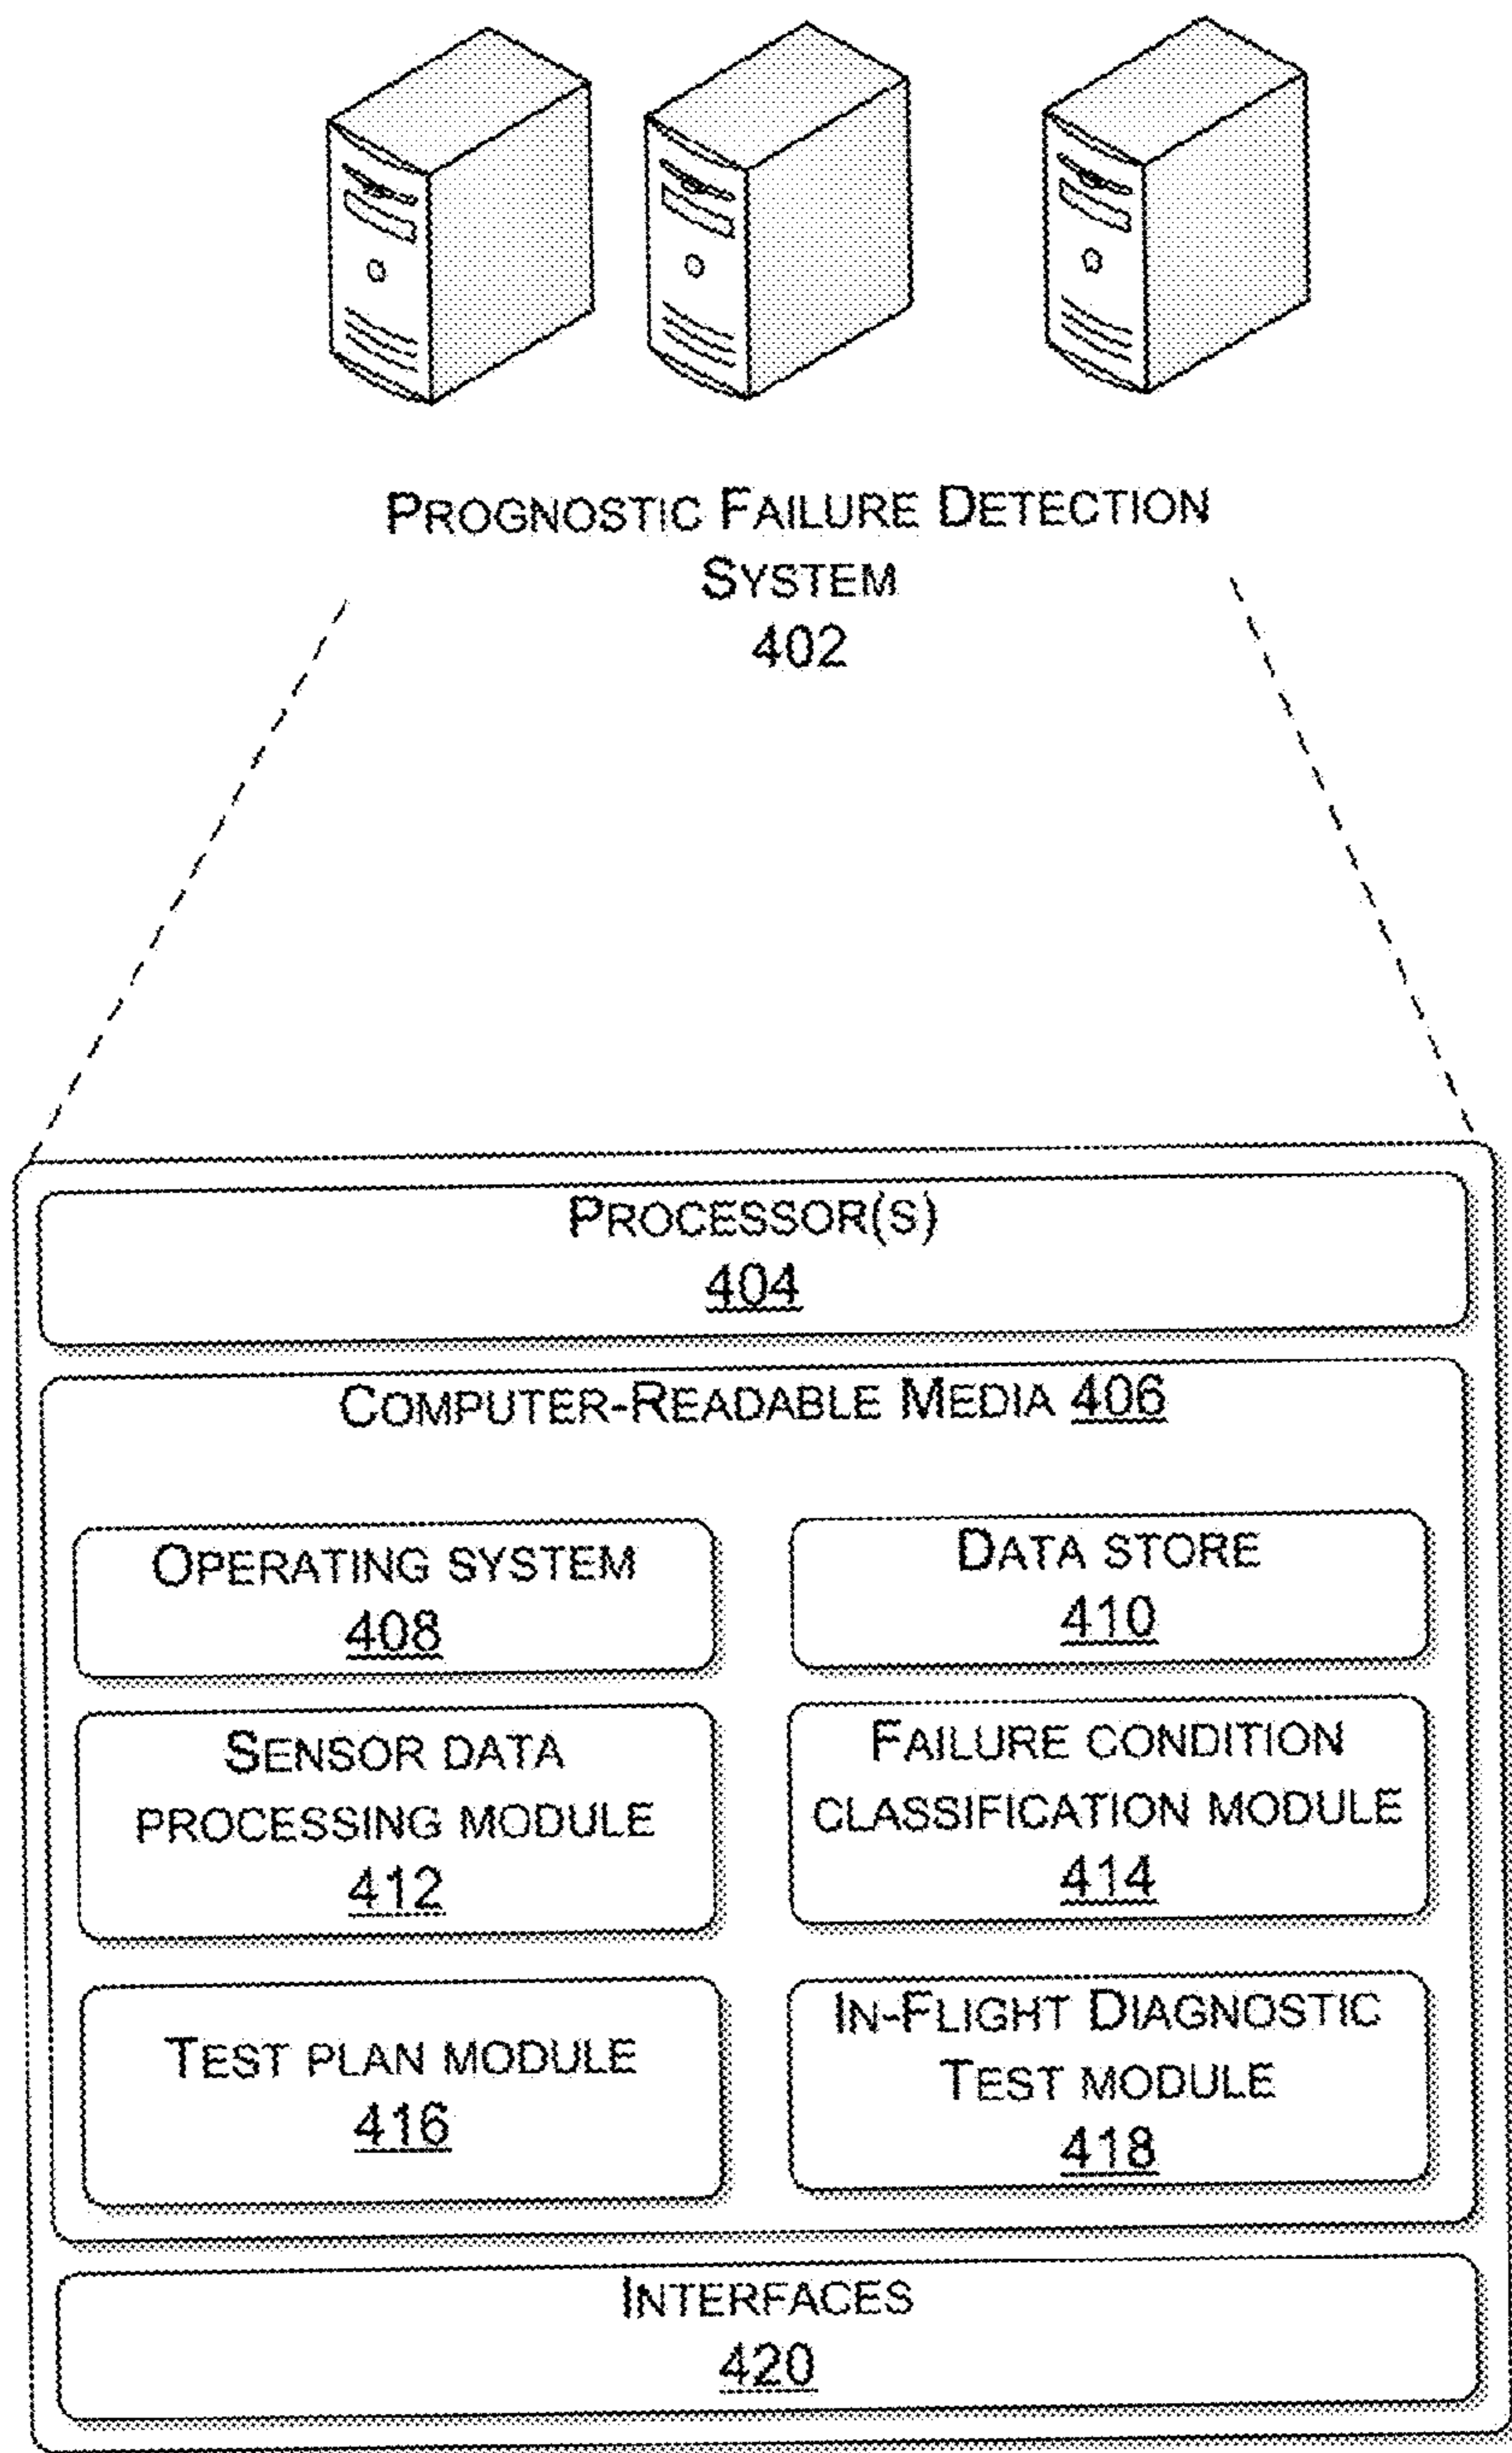 PROGNOSTIC FAILURE DETECTION
SYSTEM
402
PROCESSOR(S)
404
COMPUTER-READABLE MEDIA 406
OPERATING SYSTEM
408
DATA STORE
410
SENSOR DATA
PROCESSING MODULE
412
FAILURE CONDITION
CLASSIFICATION MODULE
414
TEST PLAN MODULE
416
IN-FLIGHT DIAGNOSTIC
TEST MODULE
418
INTERFACES
420